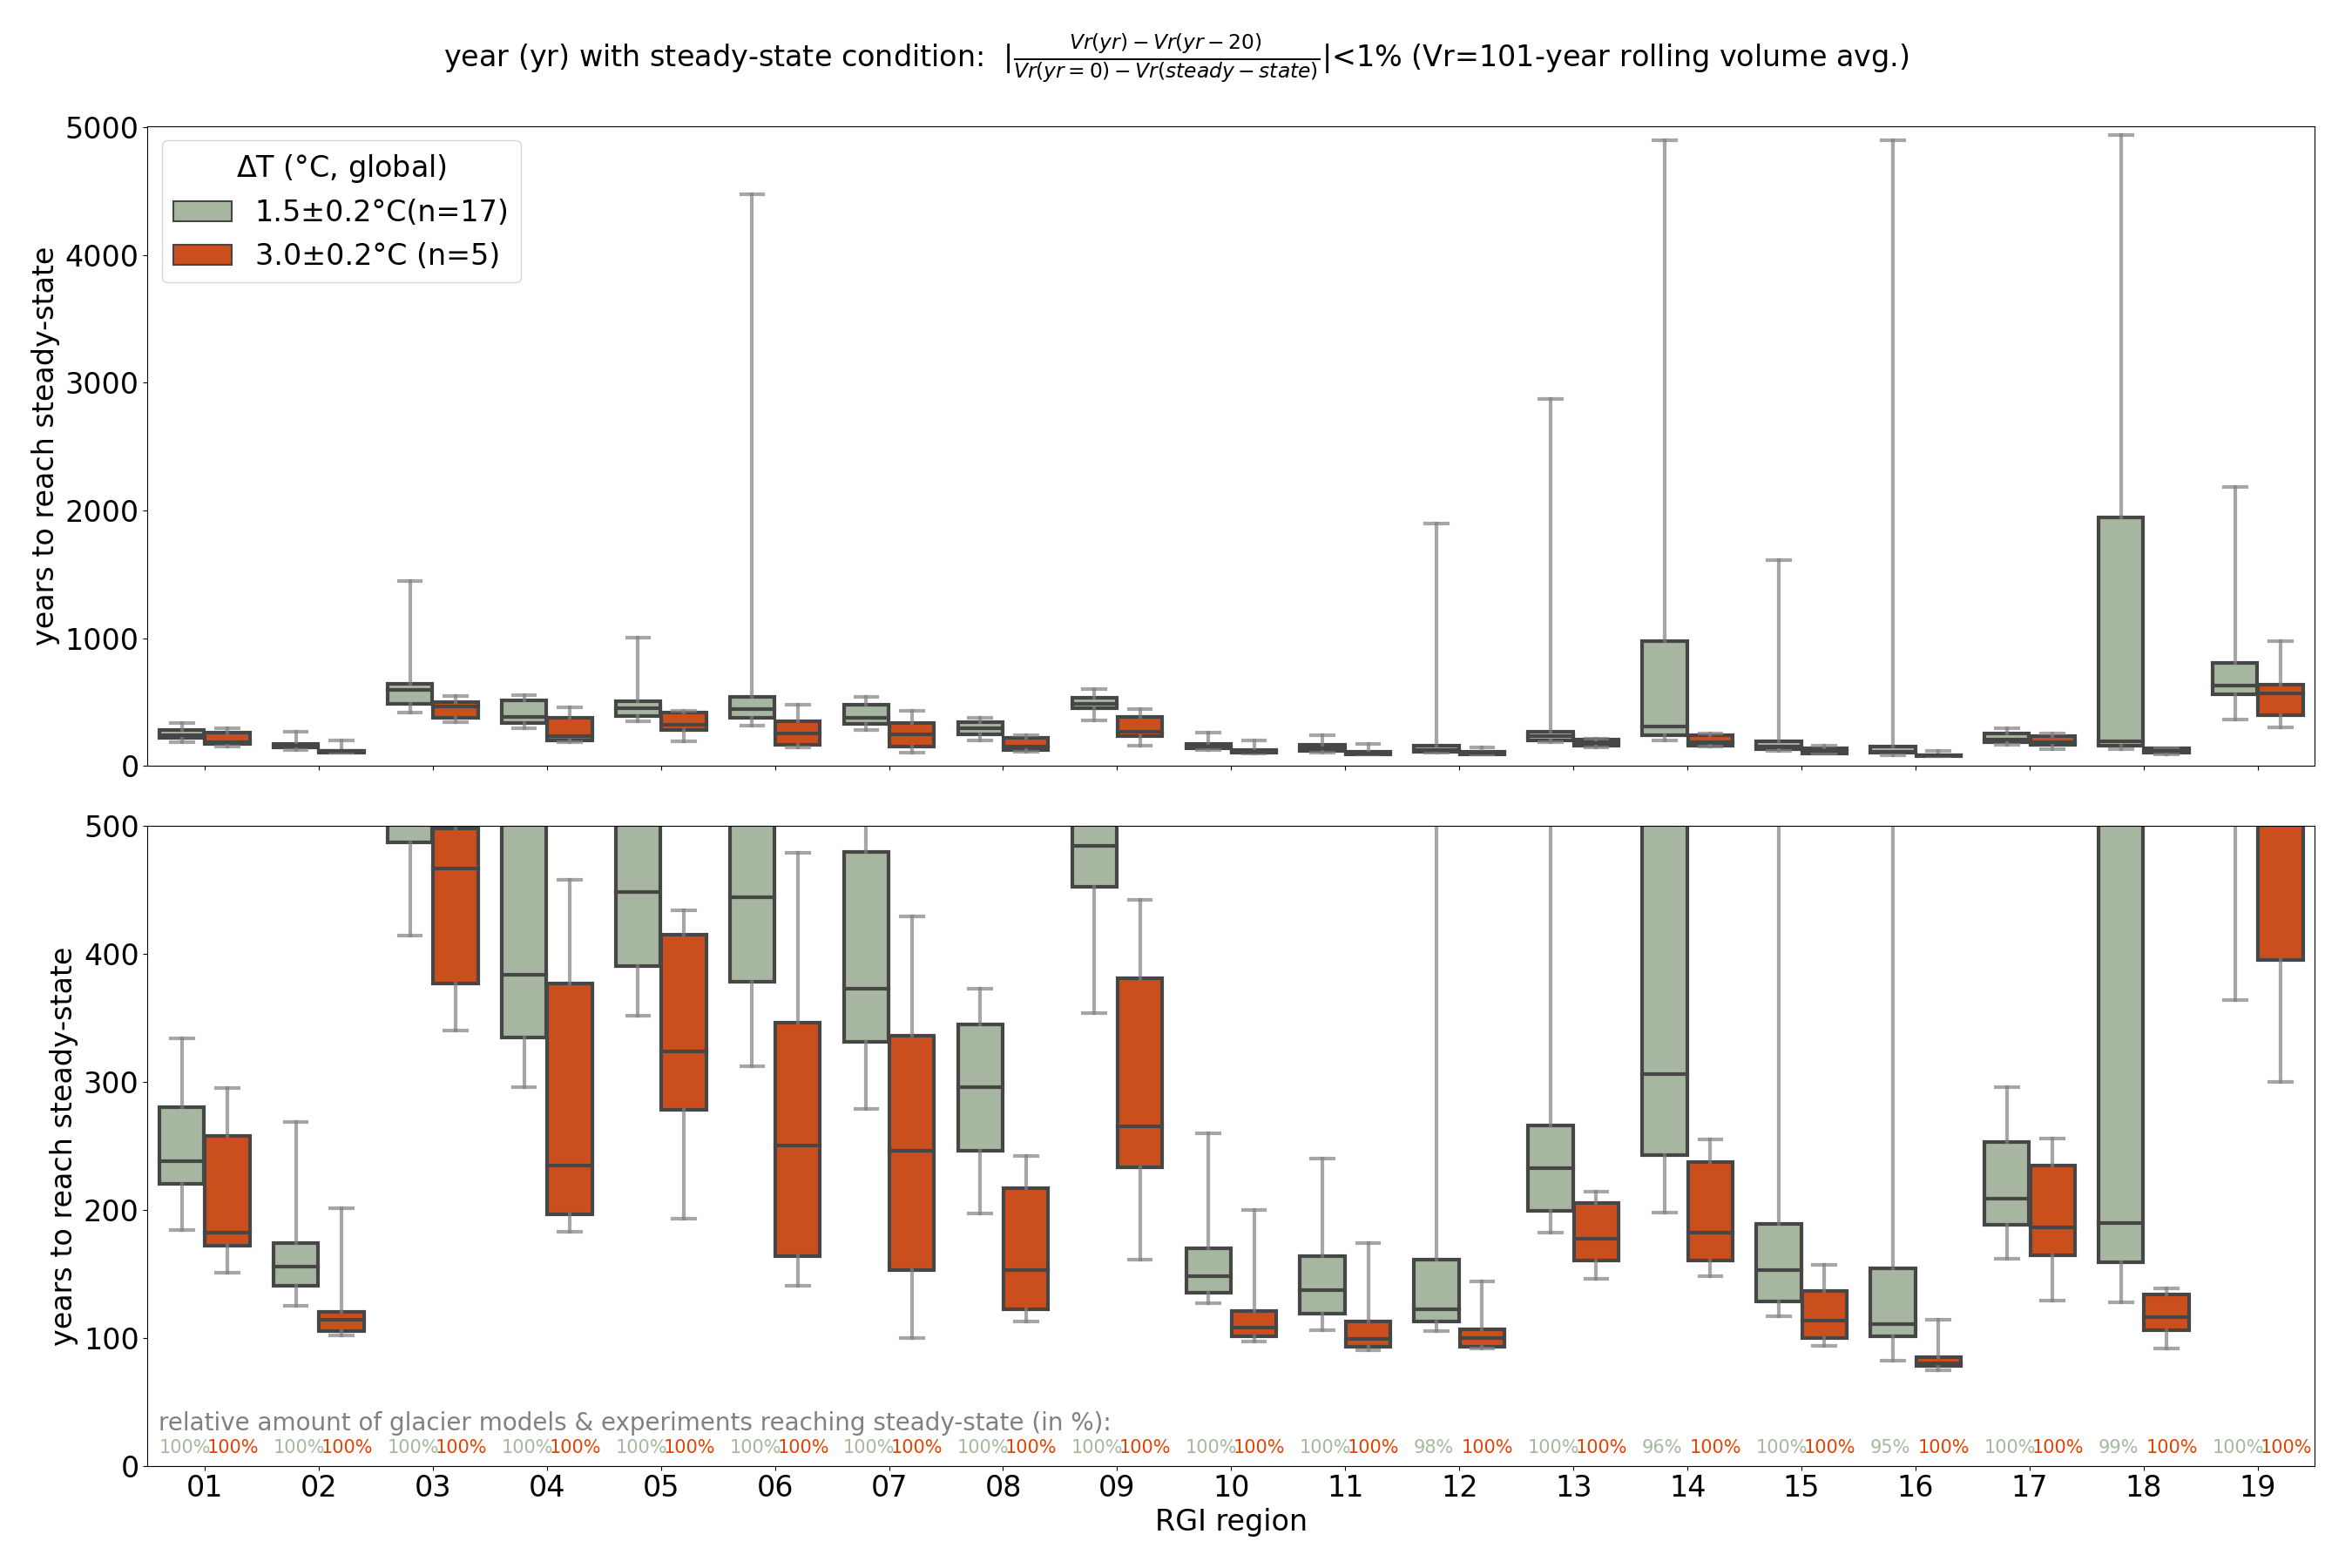 year (yr) with steady-state condition: |Vr(yr) − Vr(yr − 20) / Vr(yr = 0) − Vr(steady − state)|<1% (Vr=101-year rolling volume avg.)
5000
4000
3000
2000
1000
0
years to reach steady-state
ΔT (°C, global)
1.5±0.2°C(n=17)
3.0±0.2°C (n=5)
500
400
300
200
100
0
years to reach steady-state
relative amount of glacier models & experiments reaching steady-state (in %):
100% 100% 100% 100% 100% 100% 100% 100% 100% 100% 100% 100% 100% 100% 100% 100% 100% 100% 100% 100% 100% 100% 98% 100% 100% 100% 96% 100% 100% 100% 95% 100% 100% 100% 99% 100% 100% 100%
01 02 03 04 05 06 07 08 09 10 11 12 13 14 15 16 17 18 19
RGI region